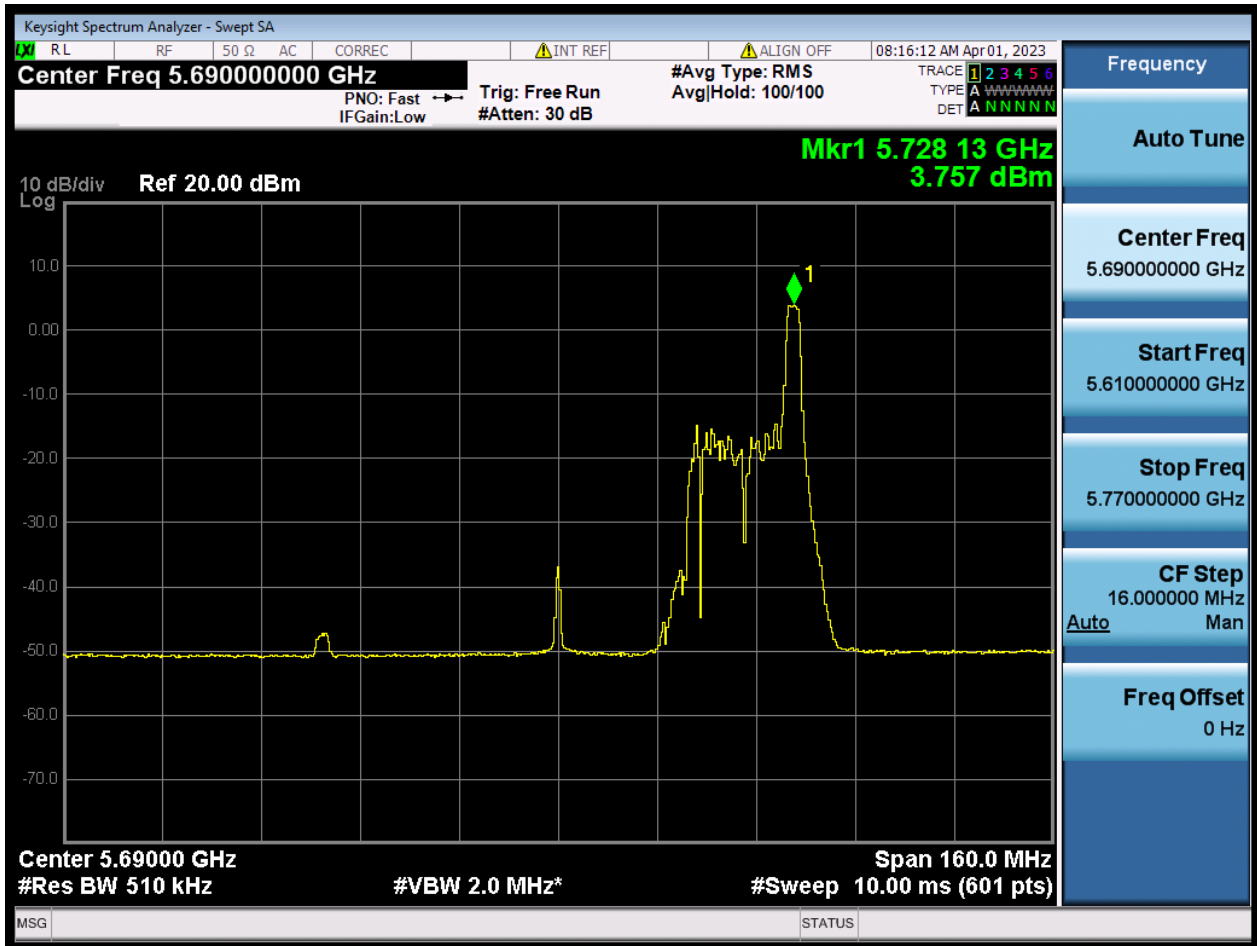 Keysight Spectrum Analyzer - Swept SA
LXI RL RF 50 Ω AC CORREC INT REF ALIGN OFF 08:16:12 AM Apr 01, 2023
Center Freq 5.690000000 GHz
PNO: Fast
IFGain:Low
Trig: Free Run
#Atten: 30 dB
#Avg Type: RMS
Avg|Hold: 100/100
TRACE 1 2 3 4 5 6
TYPE A WWWWW
DET A N N N N N
Mkr1 5.728 13 GHz
3.757 dBm
10 dB/div Ref 20.00 dBm
Log
10.0
0.00
-10.0
-20.0
-30.0
-40.0
-50.0
-60.0
-70.0
1
Center 5.69000 GHz Span 160.0 MHz
#Res BW 510 kHz #VBW 2.0 MHz* #Sweep 10.00 ms (601 pts)
MSG STATUS
Frequency
Auto Tune
Center Freq
5.690000000 GHz
Start Freq
5.610000000 GHz
Stop Freq
5.770000000 GHz
CF Step
16.000000 MHz
Auto Man
Freq Offset
0 Hz